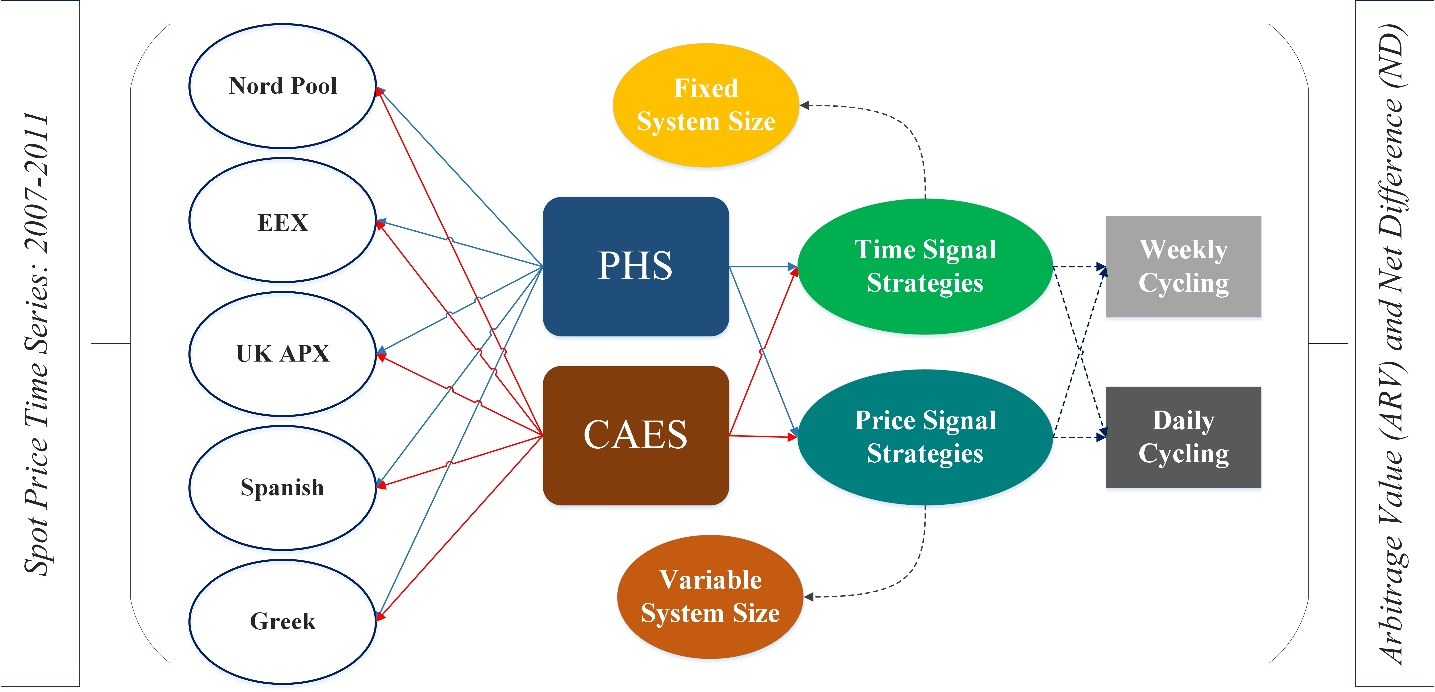 Spot Price Time Series: 2007-2011
Nord Pool
EEX
UK APX
Spanish
Greek
PHS
CAES
Fixed
System Size
Time Signal
Strategies
Price Signal
Strategies
Variable
System Size
Weekly
Cycling
Daily
Cycling
Arbitrage Value (ARV) and Net Difference (ND)